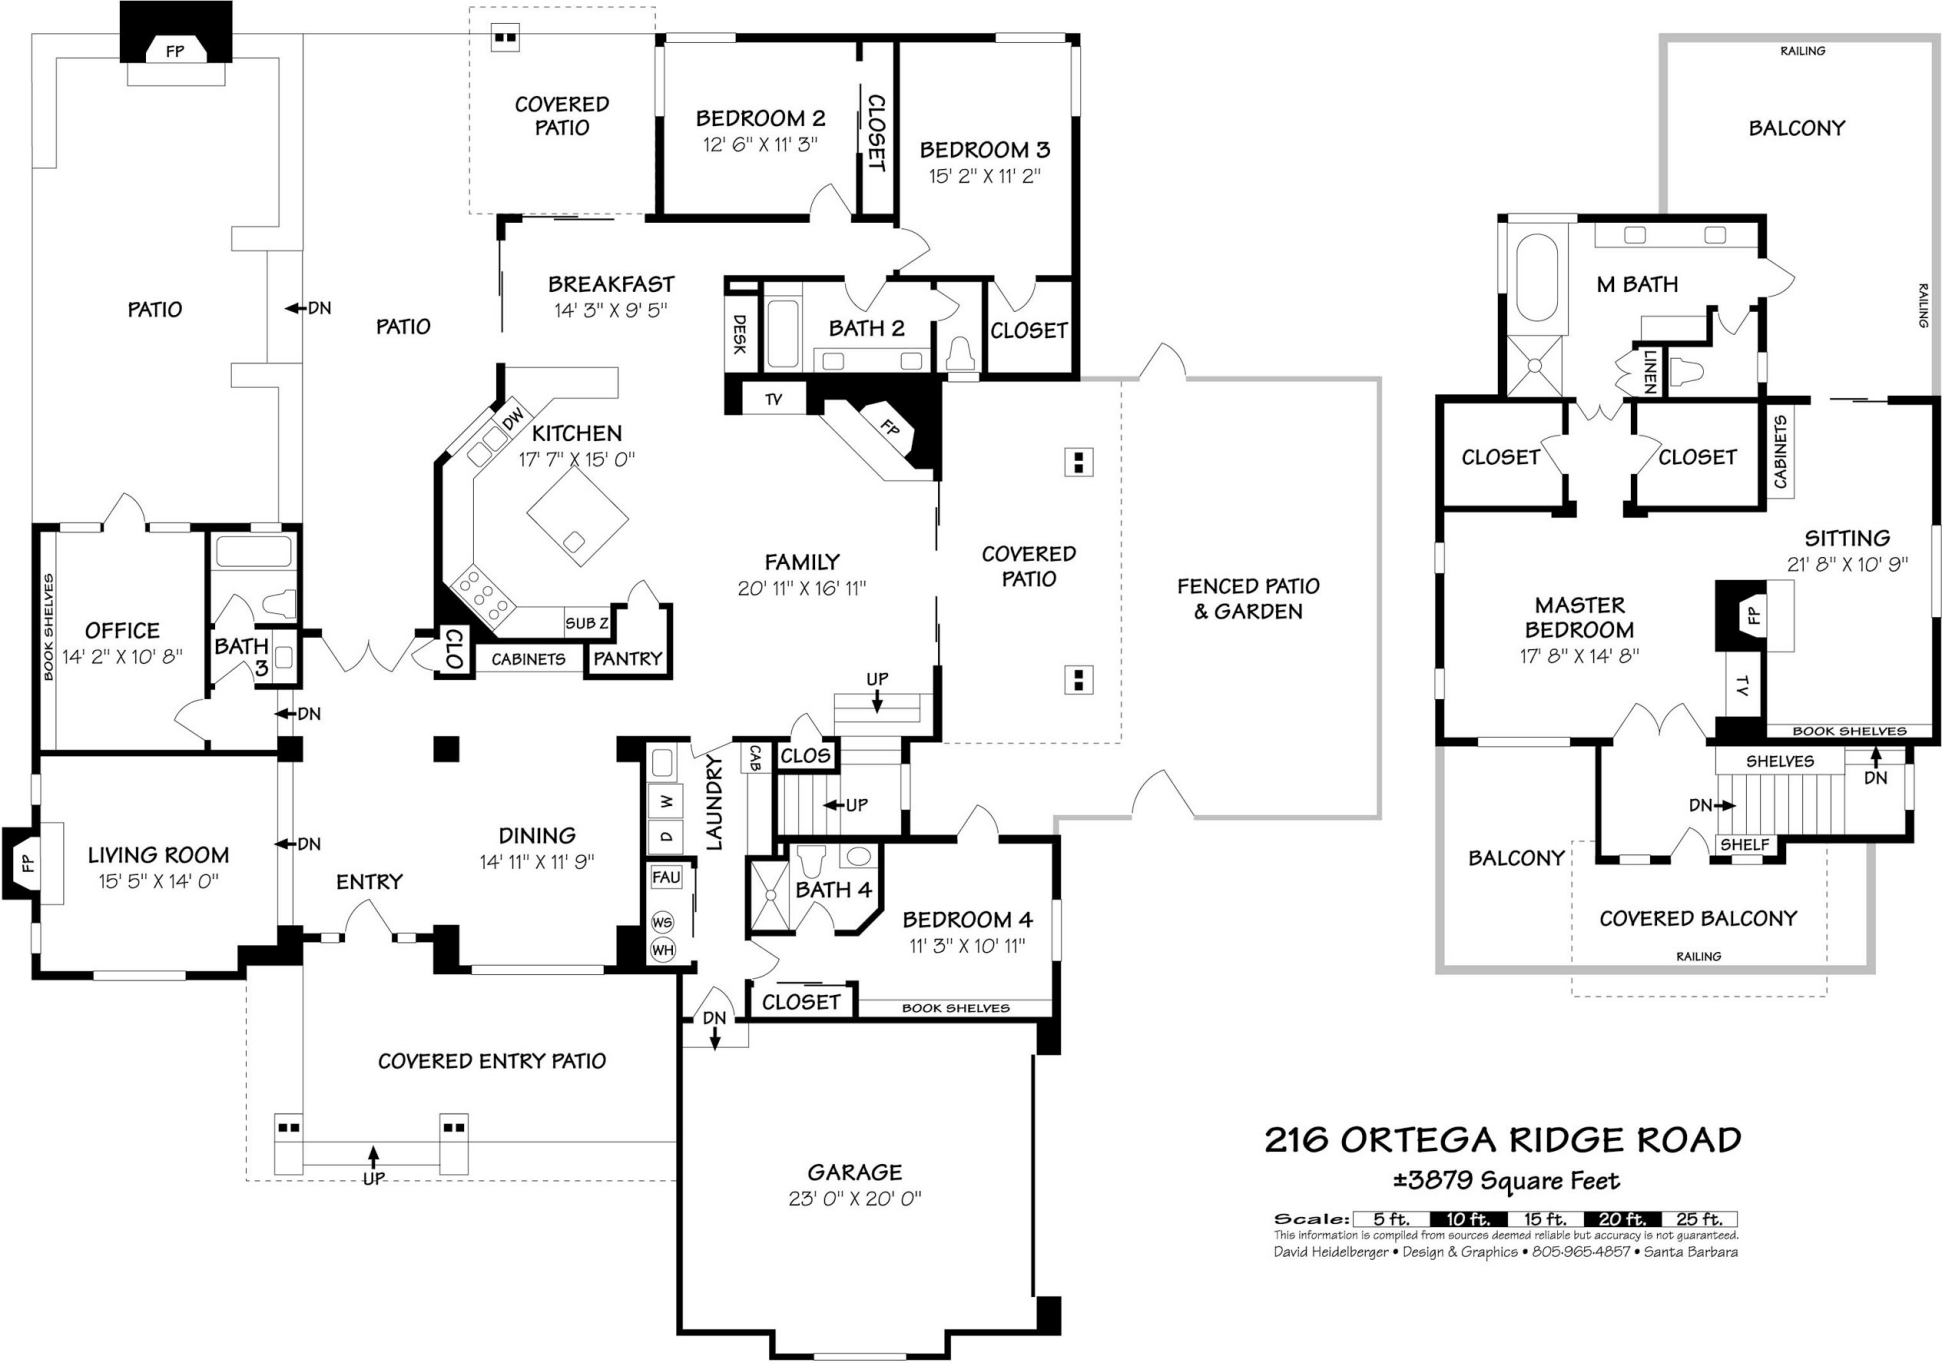 FP
COVERED
PATIO
BEDROOM 2
12' 6" X 11' 3"
CLOSET
BEDROOM 3
15' 2" X 11' 2"
PATIO
DN
PATIO
BREAKFAST
14' 3" X 9' 5"
DESK
BATH 2
CLOSET
TV
FP
DW
KITCHEN
17' 7" X 15' 0"
SUB Z
PANTRY
CABINETS
CLO
FAMILY
20' 11" X 16' 11"
UP
COVERED
PATIO
FENCED PATIO
& GARDEN
BOOK SHELVES
OFFICE
14' 2" X 10' 8"
BATH
3
DN
CLOS
UP
LAUNDRY
CAB
W
D
FAU
WS
WH
FP
LIVING ROOM
15' 5" X 14' 0"
DN
ENTRY
DINING
14' 11" X 11' 9"
BATH 4
BEDROOM 4
11' 3" X 10' 11"
CLOSET
BOOK SHELVES
DN
COVERED ENTRY PATIO
UP
GARAGE
23' 0" X 20' 0"
RAILING
BALCONY
RAILING
M BATH
LINEN
CLOSET
CLOSET
CABINETS
SITTING
21' 8" X 10' 9"
MASTER
BEDROOM
17' 8" X 14' 8"
FP
TV
BOOK SHELVES
SHELVES
DN
DN
SHELF
BALCONY
COVERED BALCONY
RAILING
216 ORTEGA RIDGE ROAD
±3879 Square Feet
Scale: 5 ft. 10 ft. 15 ft. 20 ft. 25 ft.
This information is compiled from sources deemed reliable but accuracy is not guaranteed.
David Heidelberger • Design & Graphics • 805•965•4857 • Santa Barbara